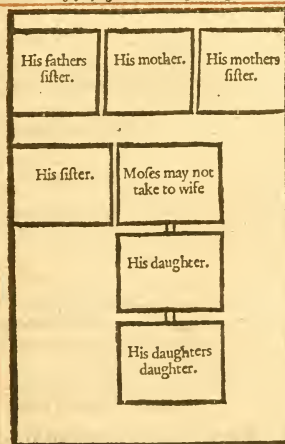 His fathers
ſiſter.
His mother.
His mothers
ſiſter.
His ſiſter.
Moſes may not
take to wife
His daughter.
His daughters
daughter.